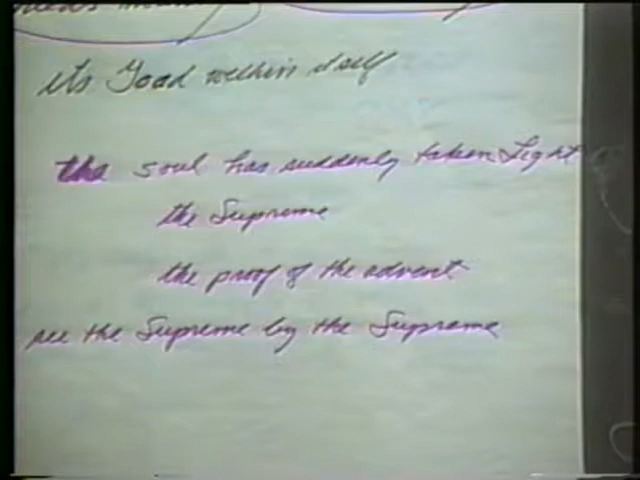 its Good within itself
the soul has suddenly taken Light
the Supreme
the proof of the advent
see the Supreme by the Supreme